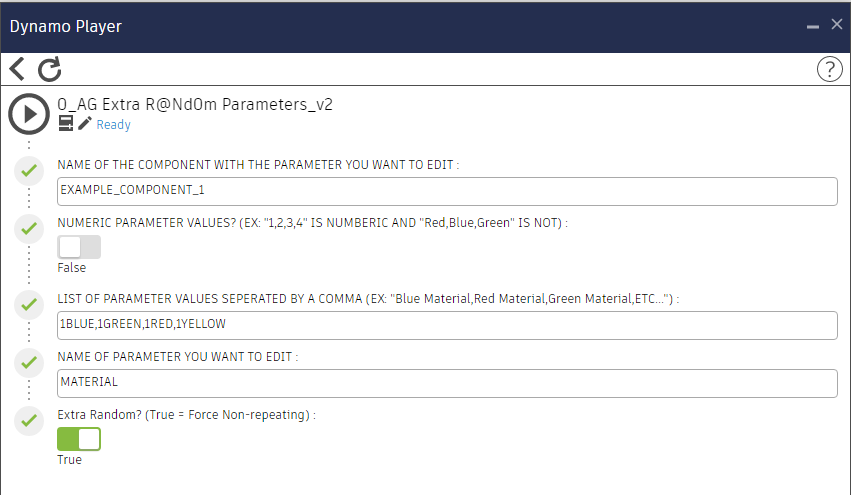 Dynamo Player
0_AG Extra R@Nd0m Parameters_v2
Ready
NAME OF THE COMPONENT WITH THE PARAMETER YOU WANT TO EDIT :
EXAMPLE_COMPONENT_1
NUMERIC PARAMETER VALUES? (EX: "1,2,3,4" IS NUMBERIC AND "Red,Blue,Green" IS NOT) :
False
LIST OF PARAMETER VALUES SEPERATED BY A COMMA (EX: "Blue Material,Red Material,Green Material,ETC...") :
1BLUE,1GREEN,1RED,1YELLOW
NAME OF PARAMETER YOU WANT TO EDIT :
MATERIAL
Extra Random? (True = Force Non-repeating) :
True